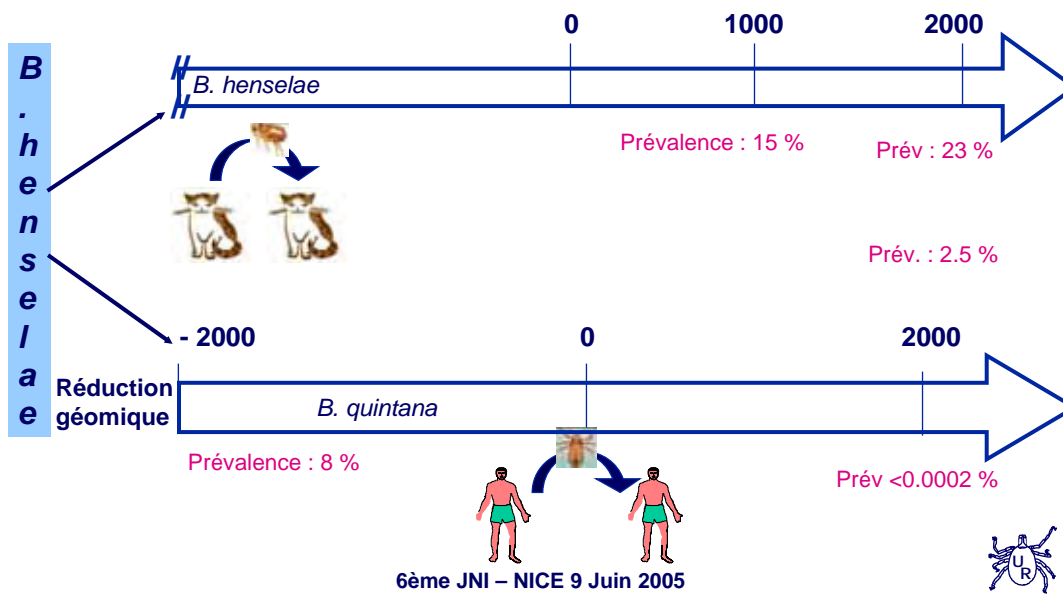 B.henselae
0 1000 2000
B. henselae
Prévalence : 15 % Prév : 23 %
Prév. : 2.5 %
- 2000 0 2000
Réduction
géomique
B. quintana
Prévalence : 8 %
Prév <0.0002 %
6ème JNI – NICE 9 Juin 2005
UR